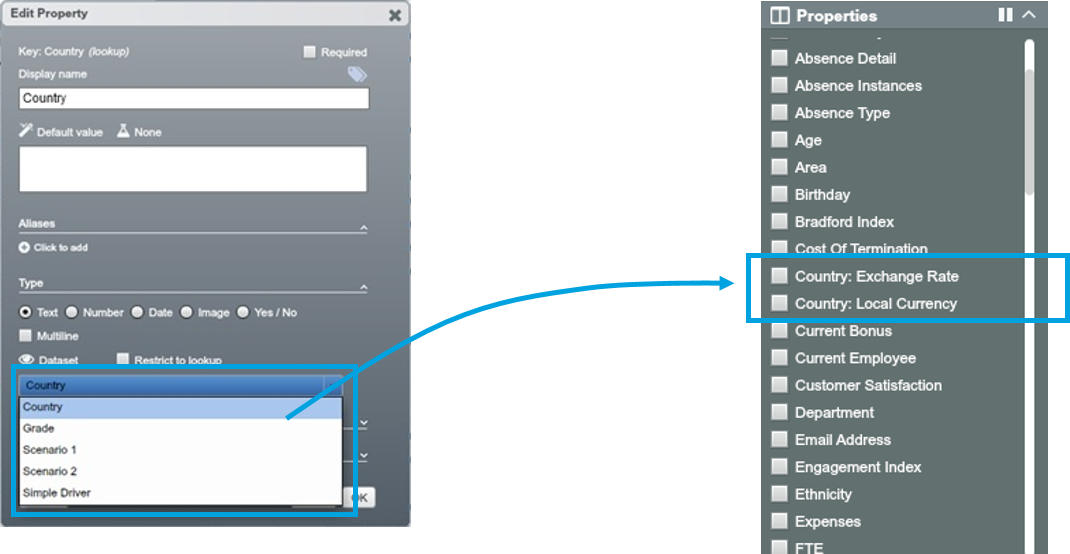 Edit Property
Key: Country (lookup)
Required
Display name
Country
Default value
None
Aliases
Click to add
Type
Text
Number
Date
Image
Yes / No
Multiline
Dataset
Restrict to lookup
Country
Country
Grade
Scenario 1
Scenario 2
Simple Driver
OK
Properties
Absence Detail
Absence Instances
Absence Type
Age
Area
Birthday
Bradford Index
Cost Of Termination
Country: Exchange Rate
Country: Local Currency
Current Bonus
Current Employee
Customer Satisfaction
Department
Email Address
Engagement Index
Ethnicity
Expenses
FTE